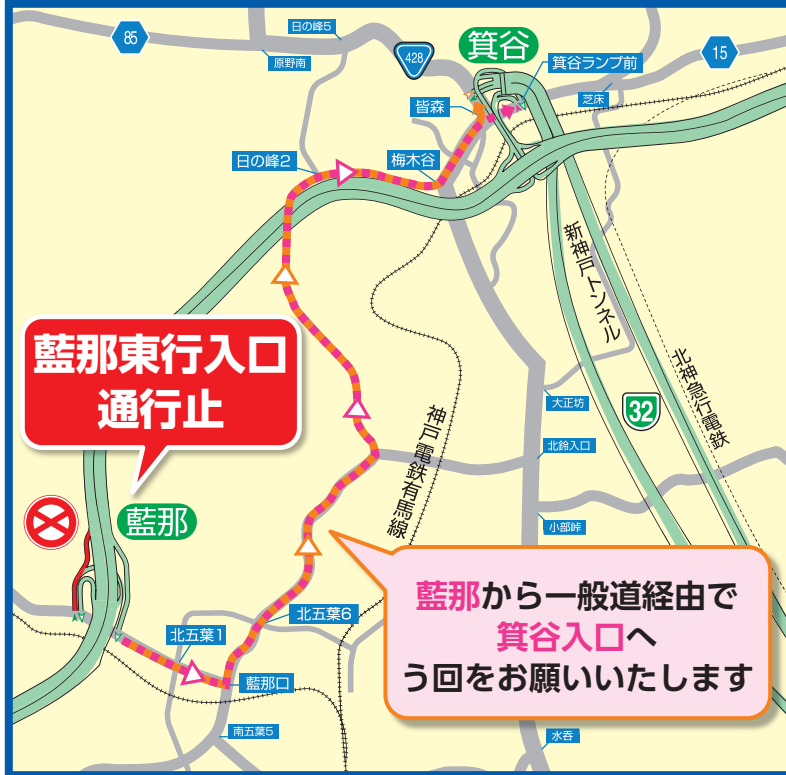 日の峰5
85
原野南
428
箕谷
箕谷ランプ前
15
芝床
皆森
日の峰2
梅木谷
新神戸トンネル
藍那東行入口
通行止
32
北神急行電鉄
大正坊
神戸電鉄有馬線
北鈴入口
藍那
小部峠
藍那から一般道経由で
箕谷入口へ
う回をお願いいたします
北五葉6
北五葉1
藍那口
南五葉5
水呑